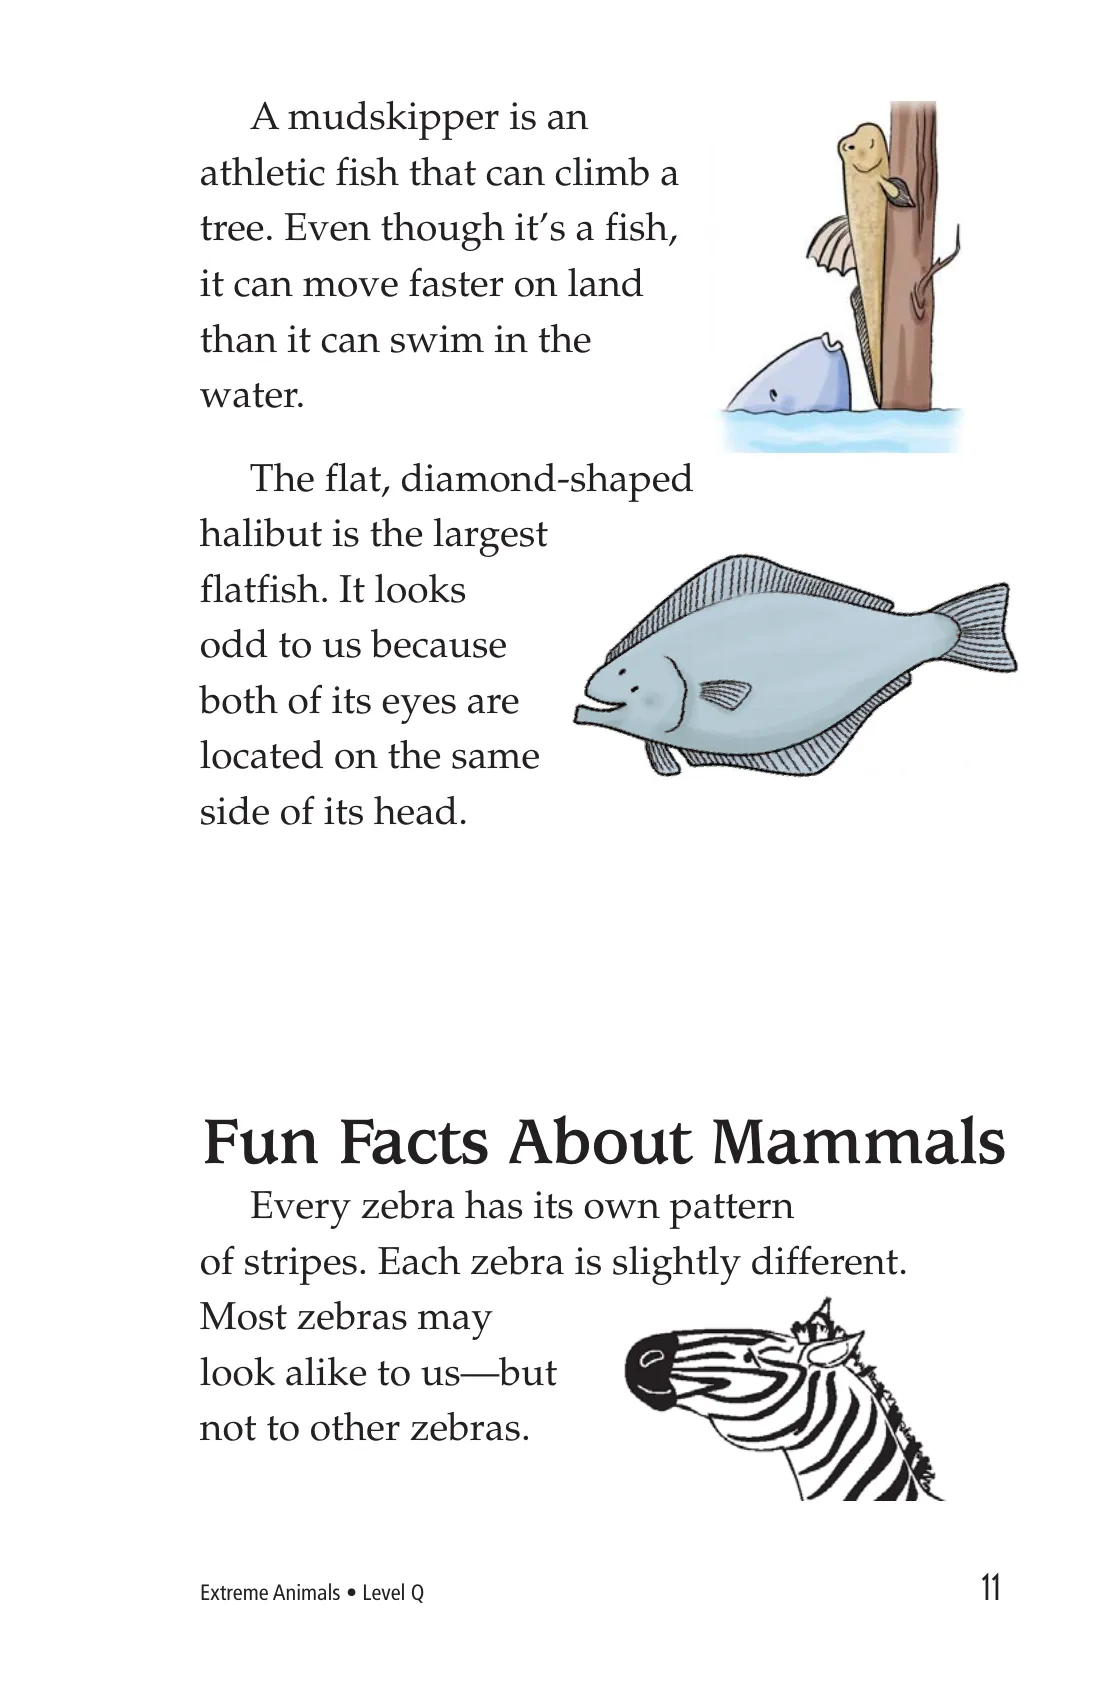 A mudskipper is an
athletic fish that can climb a
tree. Even though it’s a fish,
it can move faster on land
than it can swim in the
water.
The flat, diamond-shaped
halibut is the largest
flatfish. It looks
odd to us because
both of its eyes are
located on the same
side of its head.
Fun Facts About Mammals
Every zebra has its own pattern
of stripes. Each zebra is slightly different.
Most zebras may
look alike to us—but
not to other zebras.
Extreme Animals • Level Q
11